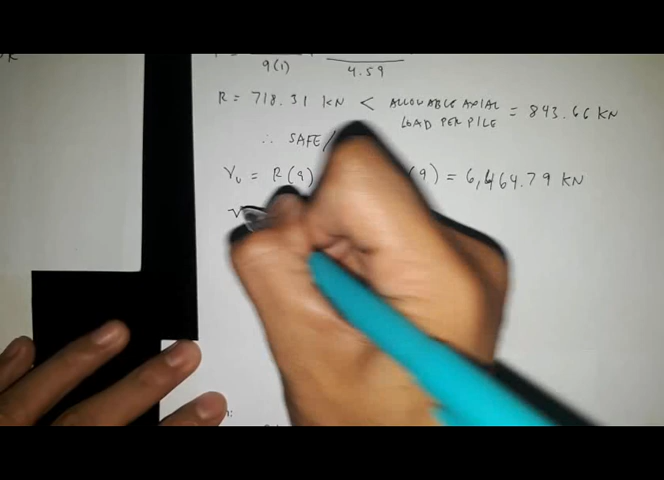 9(1)
4.59
R = 718.31 KN < ALLOWABLE AXIAL LOAD PER PILE = 843.66 KN
∴ SAFE
Vu = R(9) (9) = 6,464.79 KN